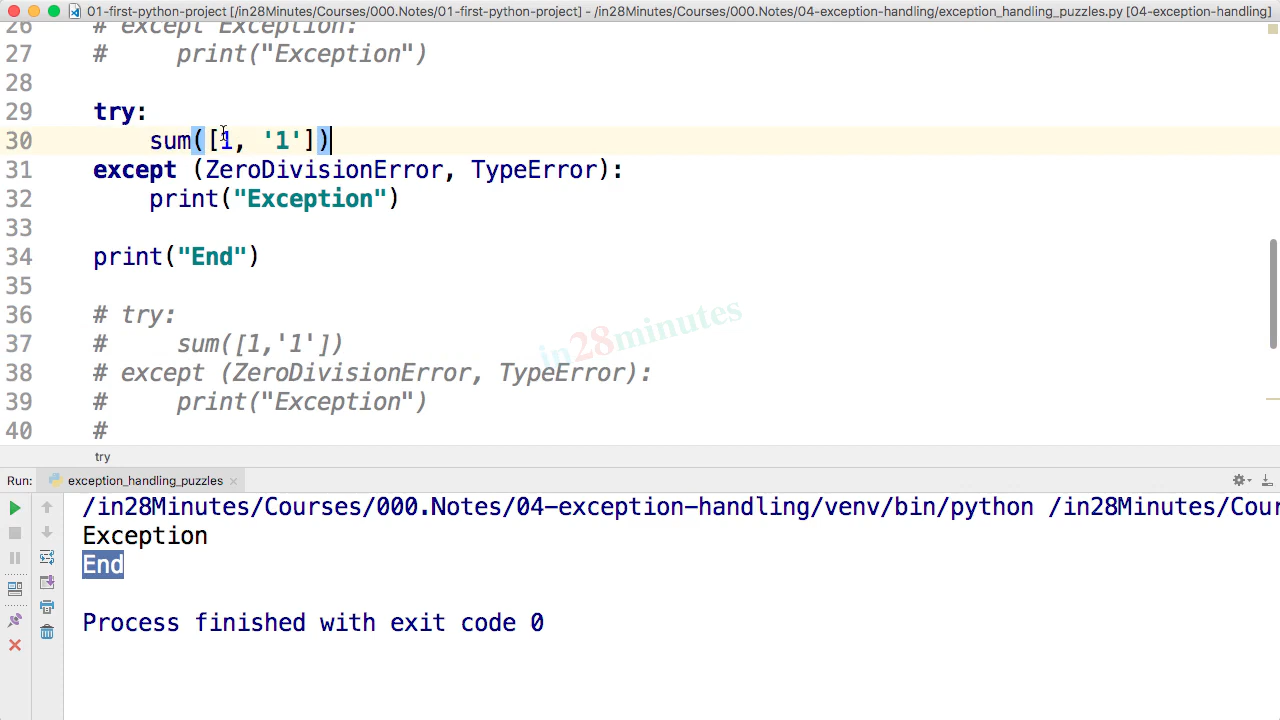 01-first-python-project [/in28Minutes/Courses/000.Notes/01-first-python-project] - /in28Minutes/Courses/000.Notes/04-exception-handling/exception_handling_puzzles.py [04-exception-handling]
26 # except Exception:
27 #     print("Exception")
28
29 try:
30     sum([1, '1'])
31 except (ZeroDivisionError, TypeError):
32     print("Exception")
33
34 print("End")
35
36 # try:
37 #     sum([1,'1'])
38 # except (ZeroDivisionError, TypeError):
39 #     print("Exception")
40 #
in28minutes
try
Run: exception_handling_puzzles
/in28Minutes/Courses/000.Notes/04-exception-handling/venv/bin/python /in28Minutes/Cour
Exception
End
Process finished with exit code 0